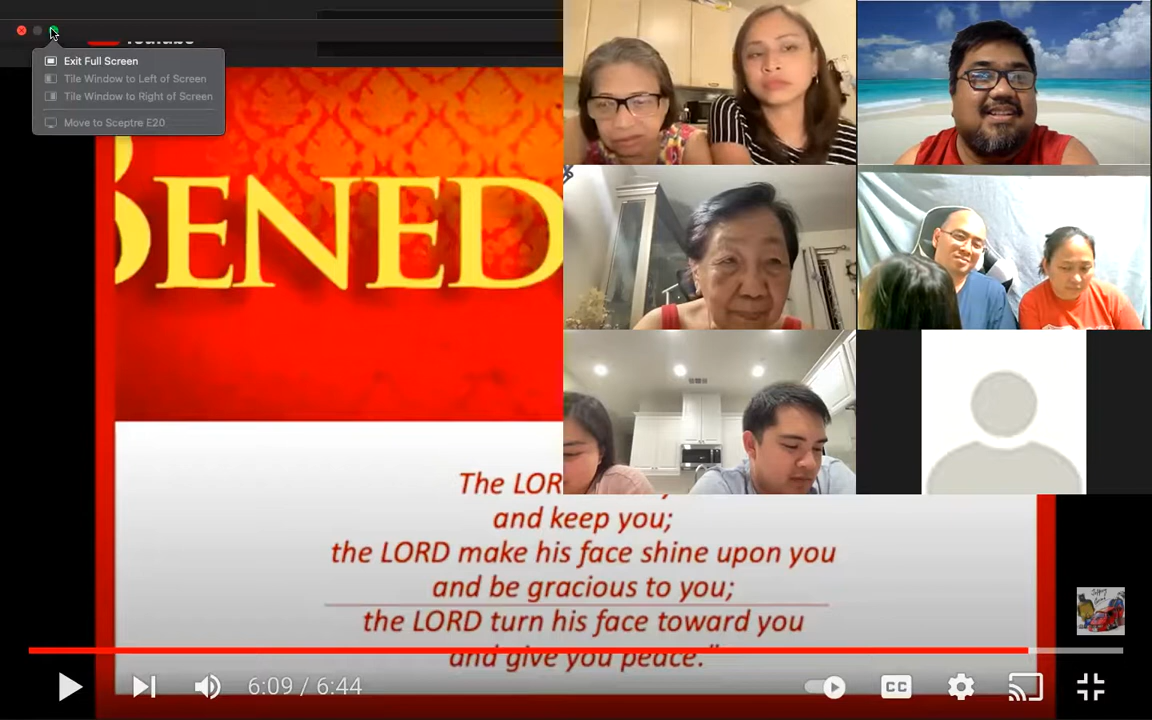 YouTube
Exit Full Screen
Tile Window to Left of Screen
Tile Window to Right of Screen
Move to Sceptre E20
BENED
The LOR
and keep you;
the LORD make his face shine upon you
and be gracious to you;
the LORD turn his face toward you
and give you peace."
6:09 / 6:44
CC